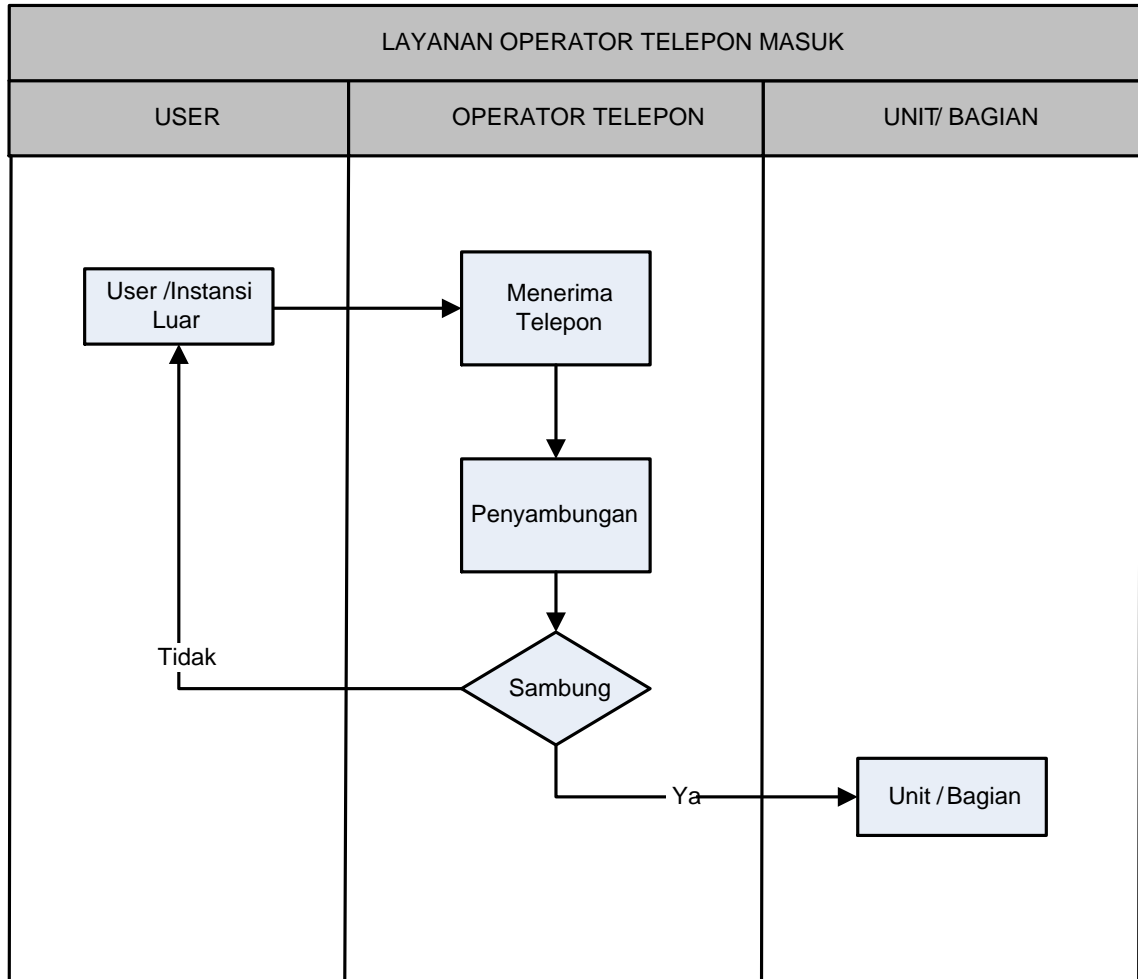 LAYANAN OPERATOR TELEPON MASUK
USER
OPERATOR TELEPON
UNIT/ BAGIAN
User /Instansi
Luar
Menerima
Telepon
Penyambungan
Tidak
Sambung
Ya
Unit / Bagian